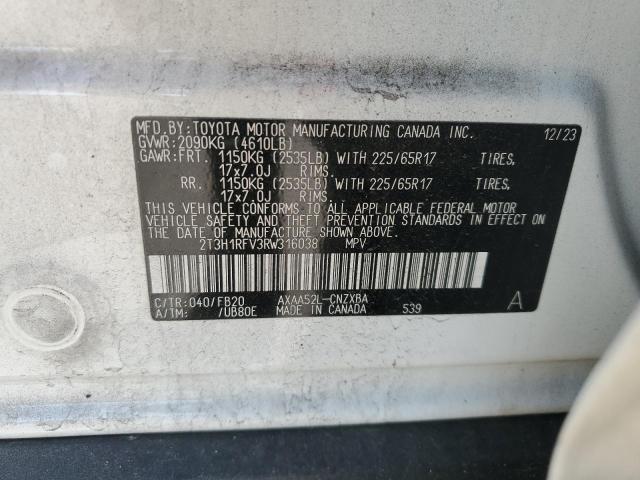 MFD.BY:TOYOTA MOTOR MANUFACTURING CANADA INC. 12/23
GVWR:2090KG (4610LB)
GAWR:FRT. 1150KG (2535LB) WITH 225/65R17 TIRES,
17x7.0J RIMS.
RR. 1150KG (2535LB) WITH 225/65R17 TIRES,
17x7.0J RIMS.
THIS VEHICLE CONFORMS TO ALL APPLICABLE FEDERAL MOTOR
VEHICLE SAFETY AND THEFT PREVENTION STANDARDS IN EFFECT ON
THE DATE OF MANUFACTURE SHOWN ABOVE.
2T3H1RFV3RW316038 MPV
C/TR:040/FB20 AXAA52L-CNZXBA
A/TM: /UB80E MADE IN CANADA 539 A